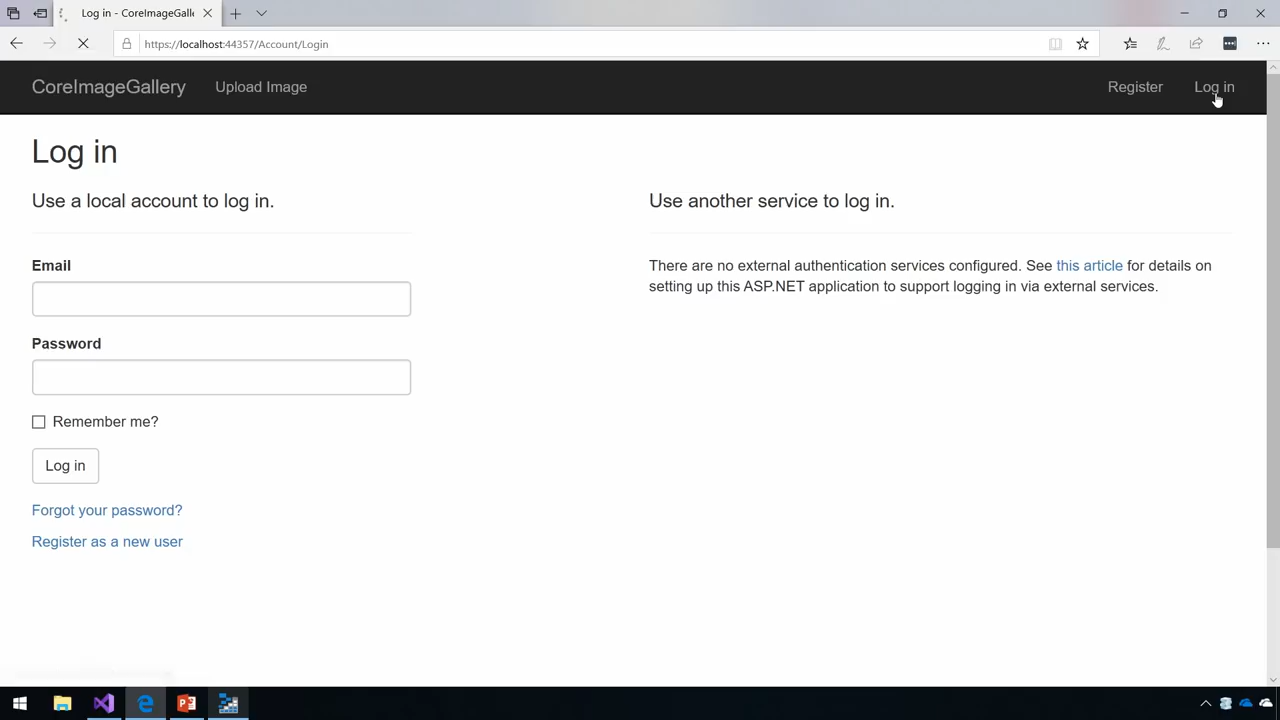 Log in - CoreImageGalle
https://localhost:44357/Account/Login
CoreImageGallery Upload Image Register Log in
Log in
Use a local account to log in.
Use another service to log in.
Email
There are no external authentication services configured. See this article for details on
setting up this ASP.NET application to support logging in via external services.
Password
Remember me?
Log in
Forgot your password?
Register as a new user